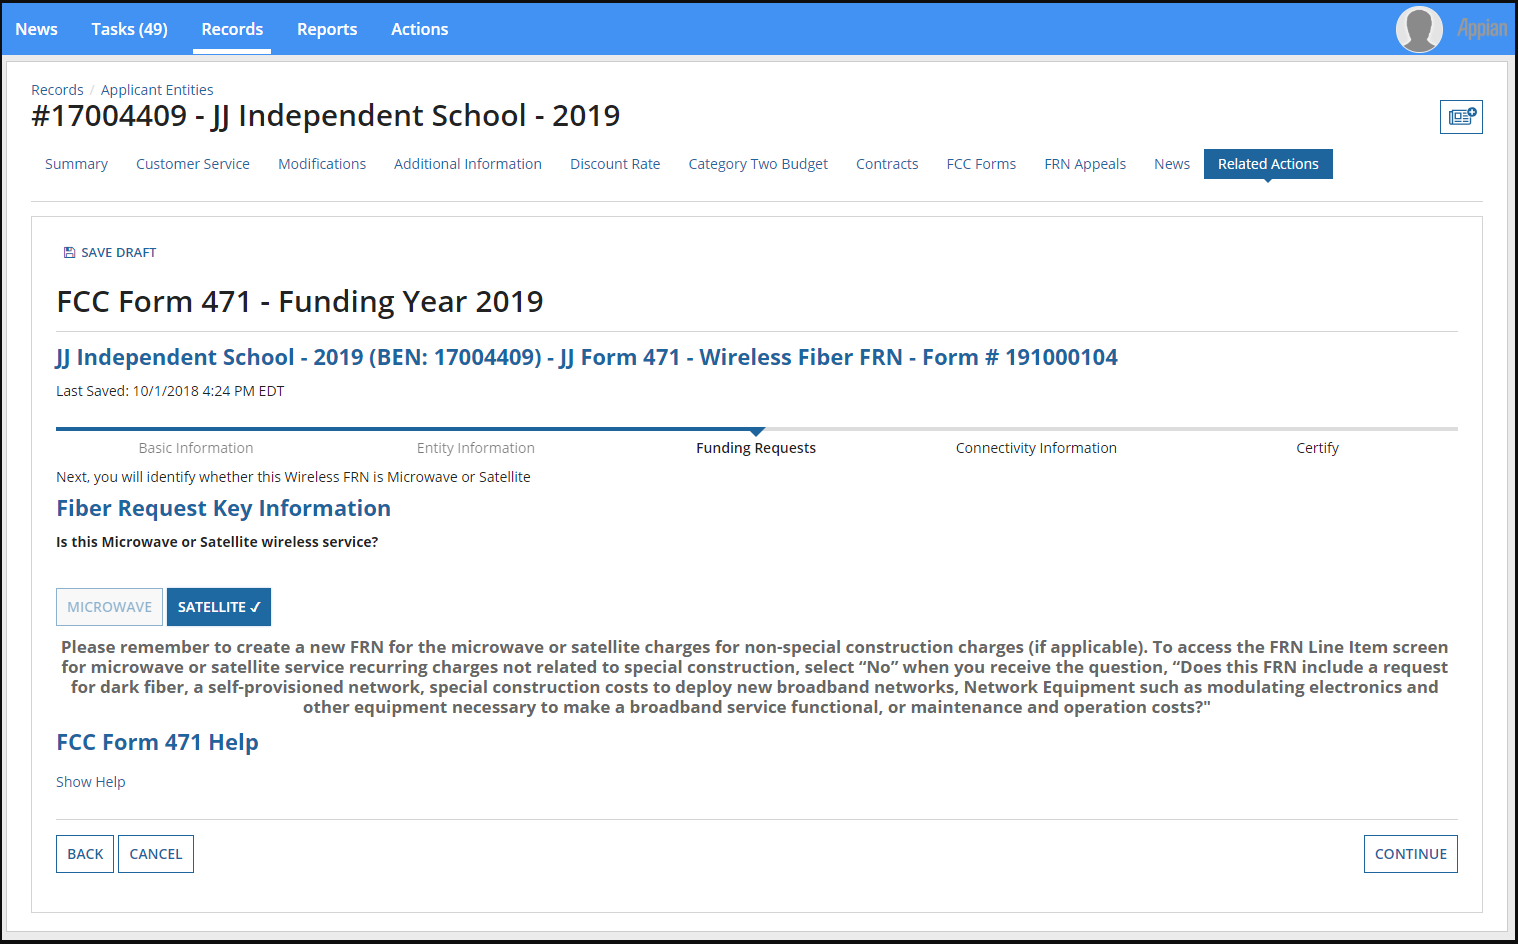 News Tasks (49) Records Reports Actions Appian
Records / Applicant Entities
#17004409 - JJ Independent School - 2019
Summary Customer Service Modifications Additional Information Discount Rate Category Two Budget Contracts FCC Forms FRN Appeals News Related Actions
SAVE DRAFT
FCC Form 471 - Funding Year 2019
JJ Independent School - 2019 (BEN: 17004409) - JJ Form 471 - Wireless Fiber FRN - Form # 191000104
Last Saved: 10/1/2018 4:24 PM EDT
Basic Information Entity Information Funding Requests Connectivity Information Certify
Next, you will identify whether this Wireless FRN is Microwave or Satellite
Fiber Request Key Information
Is this Microwave or Satellite wireless service?
MICROWAVE SATELLITE ✓
Please remember to create a new FRN for the microwave or satellite charges for non-special construction charges (if applicable). To access the FRN Line Item screen
for microwave or satellite service recurring charges not related to special construction, select “No” when you receive the question, “Does this FRN include a request
for dark fiber, a self-provisioned network, special construction costs to deploy new broadband networks, Network Equipment such as modulating electronics and
other equipment necessary to make a broadband service functional, or maintenance and operation costs?"
FCC Form 471 Help
Show Help
BACK CANCEL CONTINUE